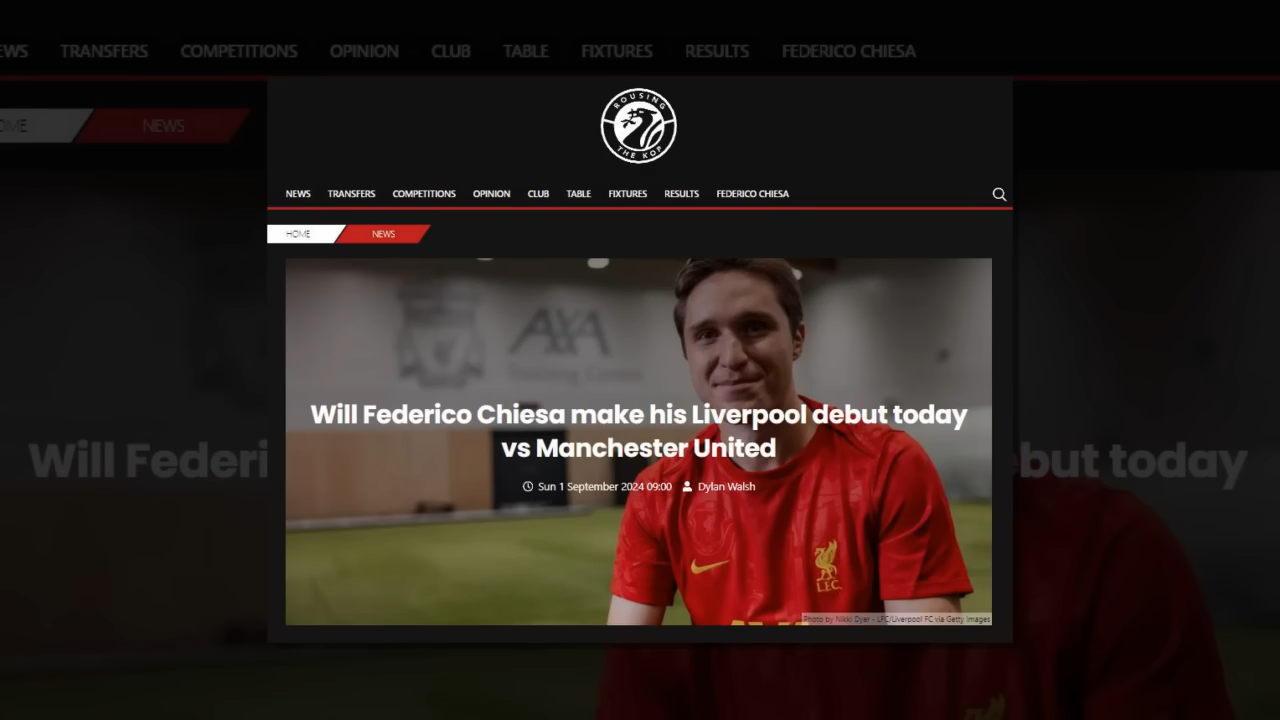 EWS TRANSFERS COMPETITIONS OPINION CLUB TABLE FIXTURES RESULTS FEDERICO CHIESA
OME NEWS
ROUSING
THE KOP
NEWS TRANSFERS COMPETITIONS OPINION CLUB TABLE FIXTURES RESULTS FEDERICO CHIESA
HOME NEWS
AXA
Training Centre
Will Federico Chiesa make his Liverpool debut today
vs Manchester United
Will Federi
ebut today
Sun 1 September 2024 09:00 Dylan Walsh
L.F.C.
Photo by Nikki Dyer - LFC/Liverpool FC via Getty Images